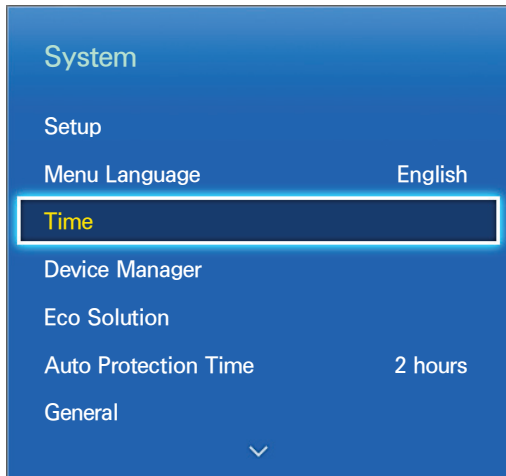 System
Setup
Menu Language English
Time
Device Manager
Eco Solution
Auto Protection Time 2 hours
General